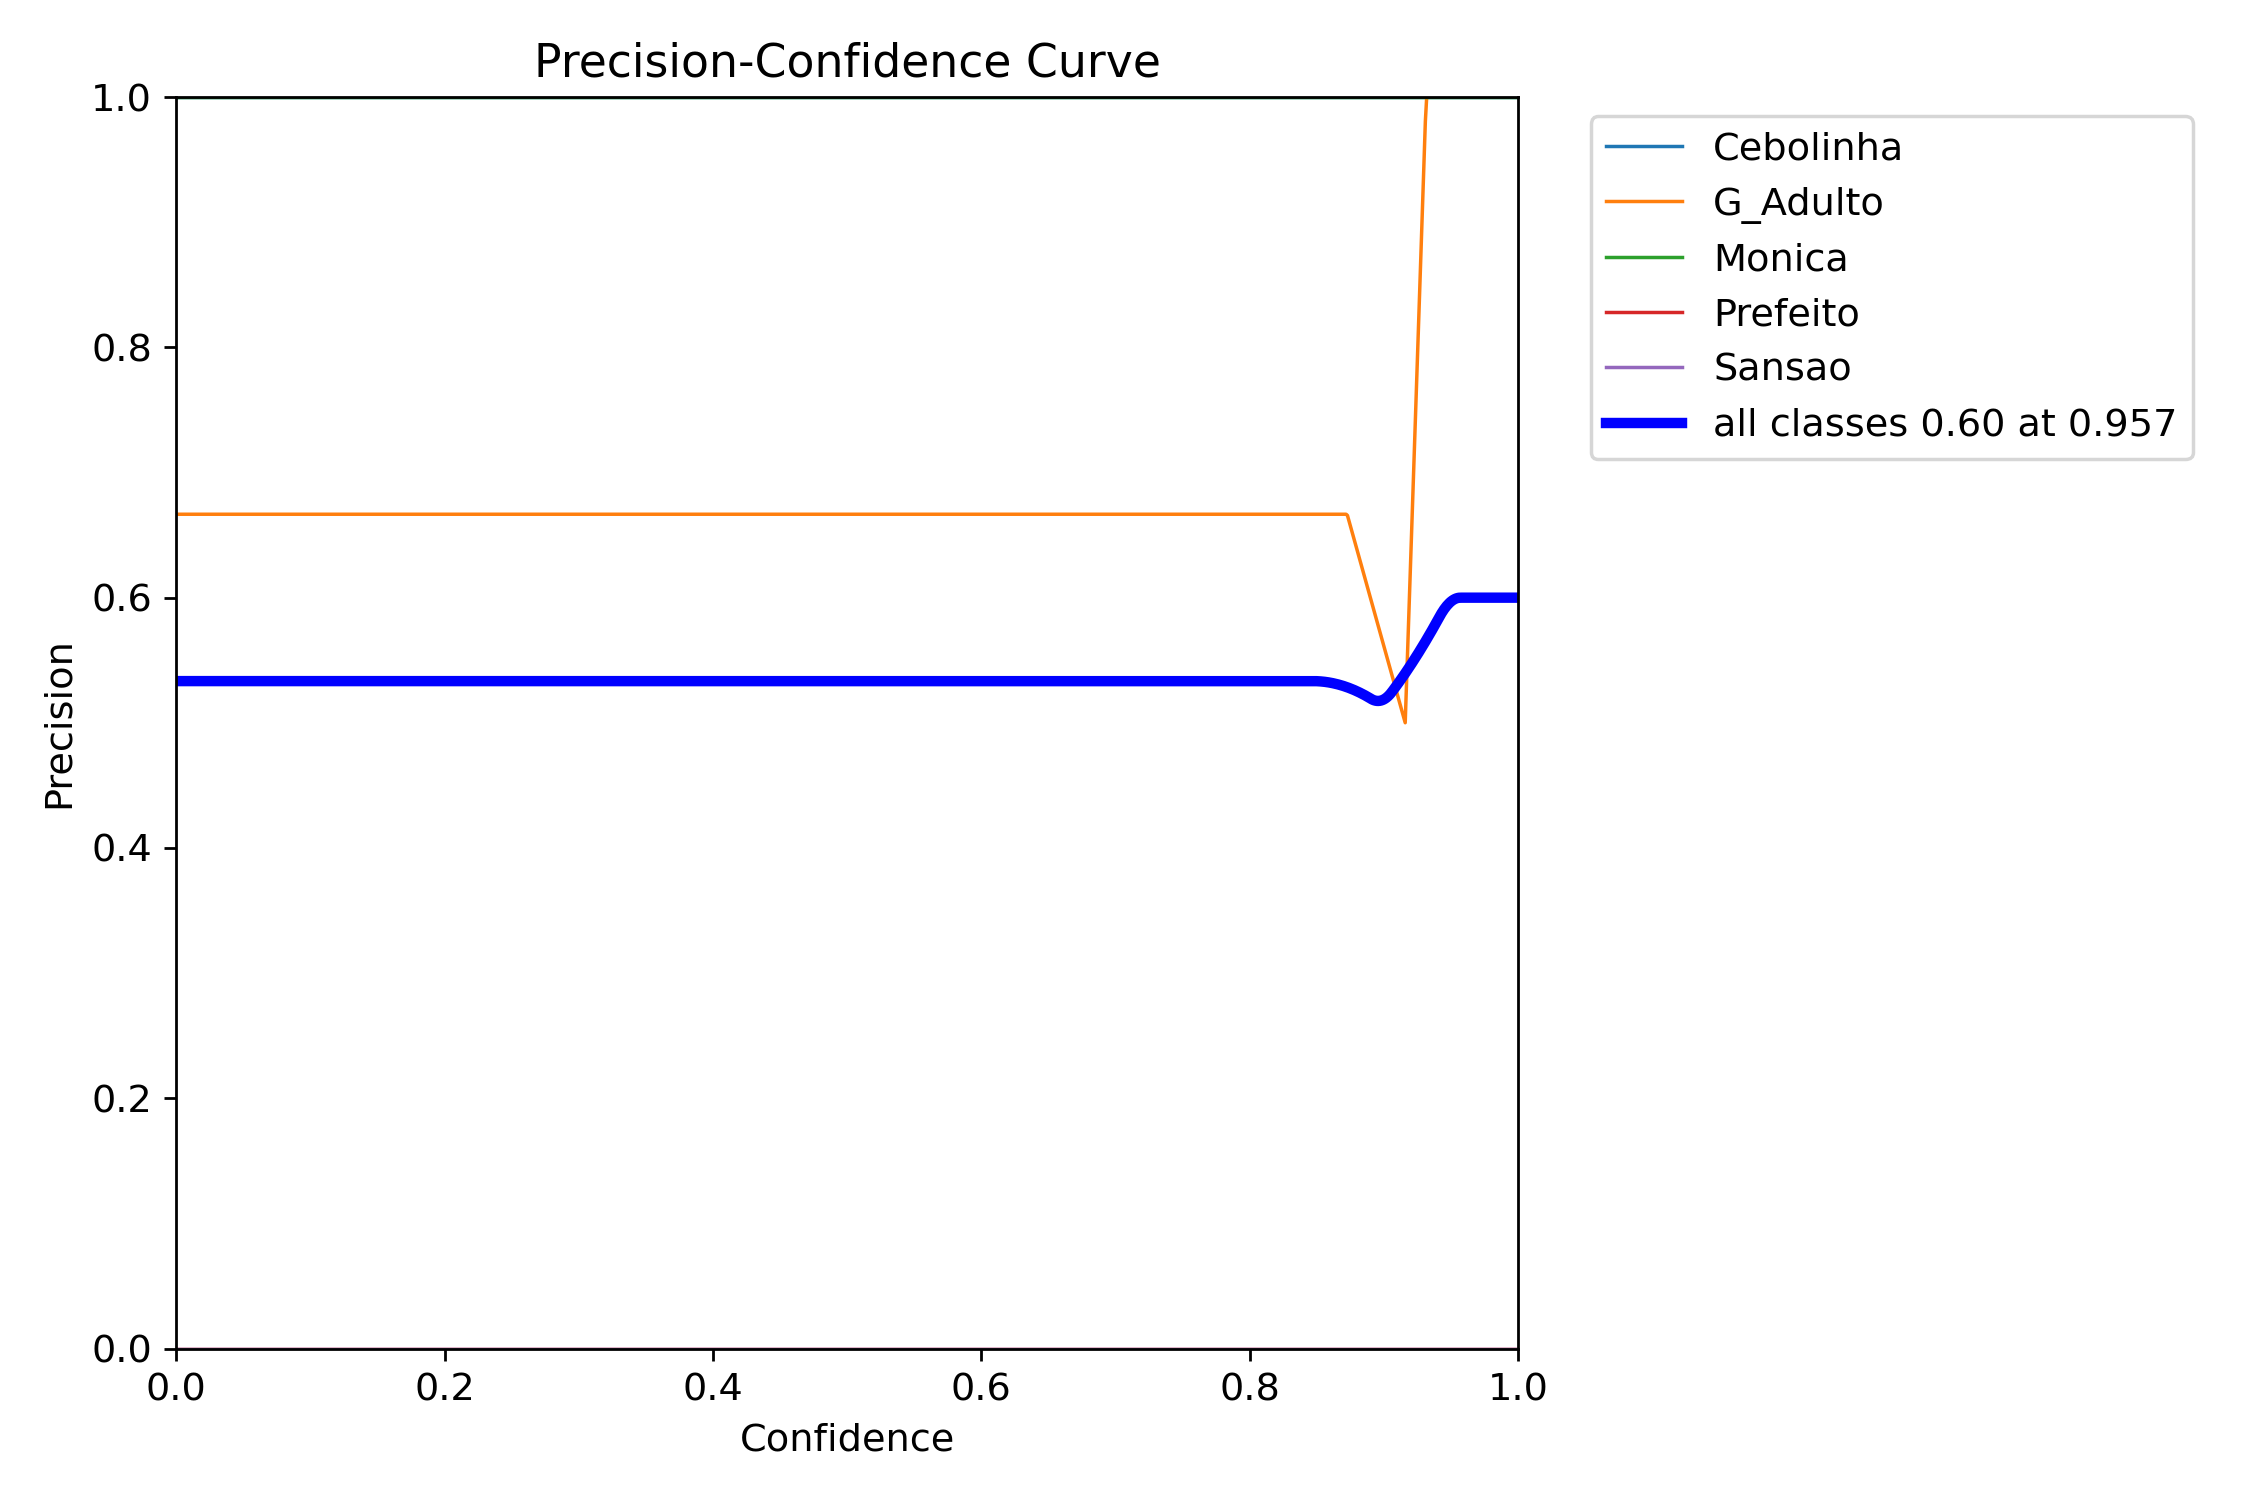 Precision-Confidence Curve
1.0
0.8
0.6
0.4
0.2
0.0
Precision
0.0 0.2 0.4 0.6 0.8 1.0
Confidence
Cebolinha
G_Adulto
Monica
Prefeito
Sansao
all classes 0.60 at 0.957